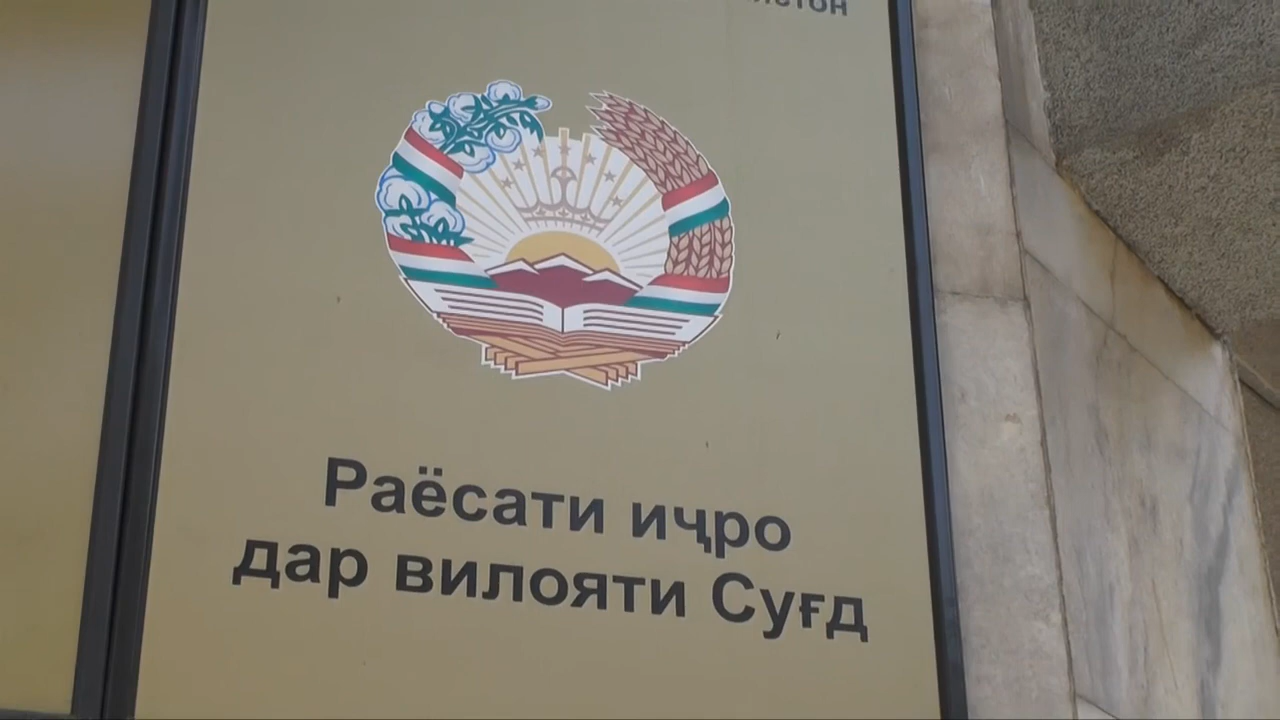 Раёсати иҷро
дар вилояти Суғд